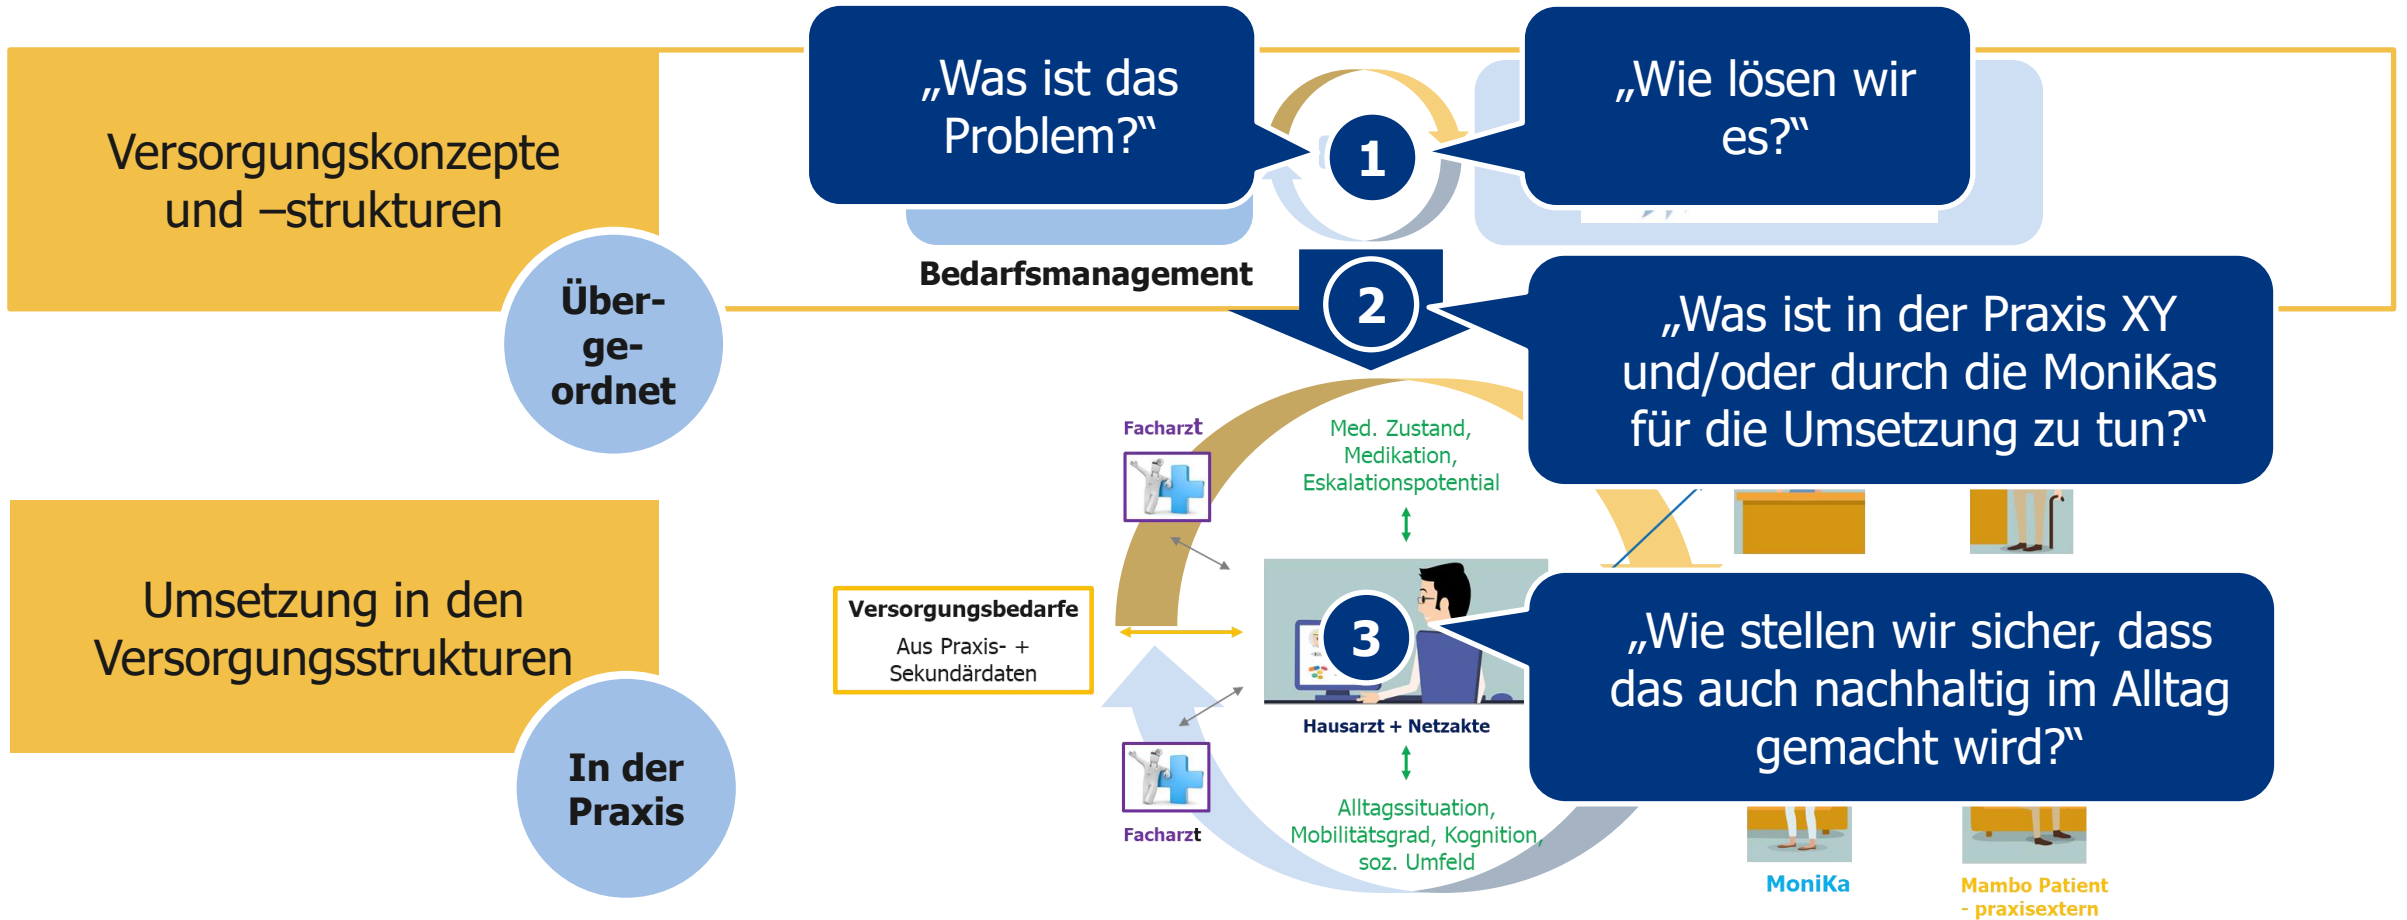 Versorgungskonzepte
und –strukturen
Über-
ge-
ordnet
„Was ist das
Problem?“
1
„Wie lösen wir
es?“
Bedarfsmanagement
2
„Was ist in der Praxis XY
und/oder durch die MoniKas
für die Umsetzung zu tun?“
Umsetzung in den
Versorgungsstrukturen
In der
Praxis
Facharzt
Med. Zustand,
Medikation,
Eskalationspotential
Versorgungsbedarfe
Aus Praxis- +
Sekundärdaten
3
„Wie stellen wir sicher, dass
das auch nachhaltig im Alltag
gemacht wird?“
Hausarzt + Netzakte
Facharzt
Alltagssituation,
Mobilitätsgrad, Kognition,
soz. Umfeld
MoniKa
Mambo Patient
- praxisextern